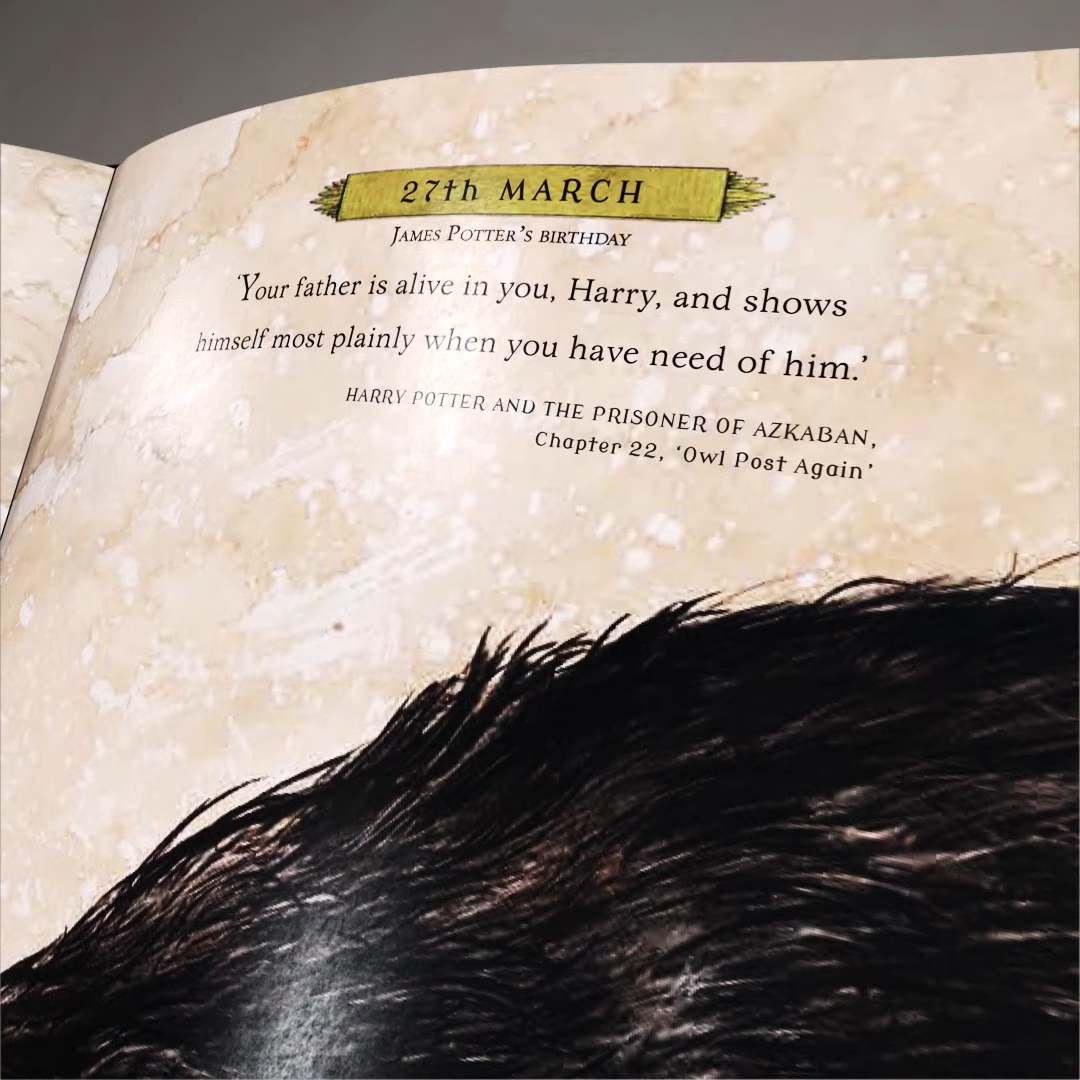 27th MARCH
JAMES POTTER'S BIRTHDAY
‘Your father is alive in you, Harry, and shows
himself most plainly when you have need of him.’
HARRY POTTER AND THE PRISONER OF AZKABAN,
Chapter 22, ‘Owl Post Again’